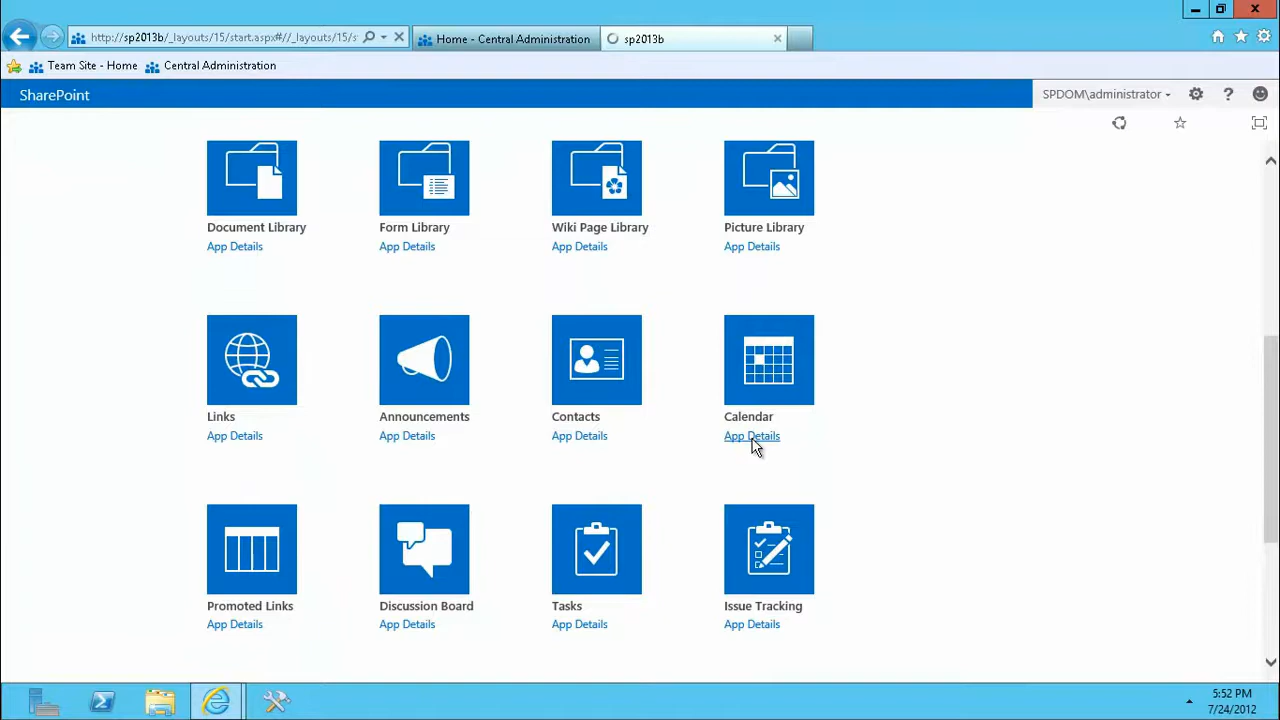 http://sp2013b/_layouts/15/start.aspx#//_layouts/15/s
Home - Central Administration
sp2013b
Team Site - Home
Central Administration
SharePoint
SPDOM\administrator
Document Library
Form Library
Wiki Page Library
Picture Library
App Details
App Details
App Details
App Details
Links
Announcements
Contacts
Calendar
App Details
App Details
App Details
App Details
Promoted Links
Discussion Board
Tasks
Issue Tracking
App Details
App Details
App Details
App Details
5:52 PM
7/24/2012